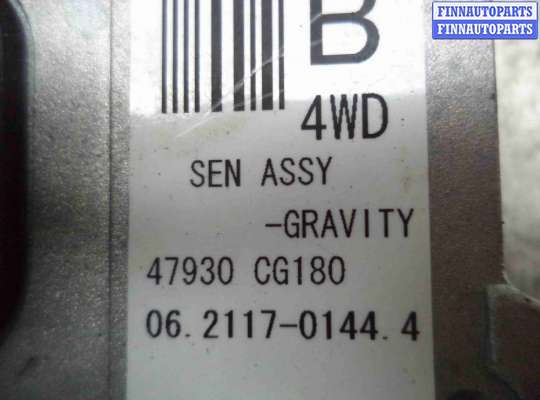 FINNAUTOPARTS
FINNAUTOPARTS
B
4WD
SEN ASSY
-GRAVITY
47930 CG180
06.2117-0144.4